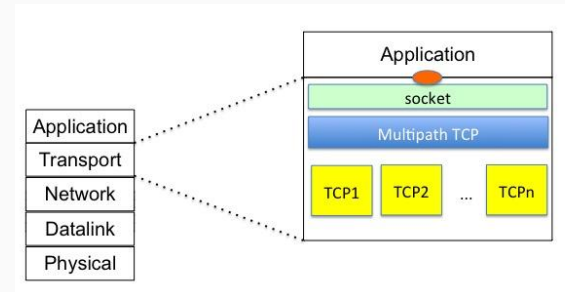 Application
socket
Multipath TCP
TCP1 TCP2 ... TCPn
Application
Transport
Network
Datalink
Physical